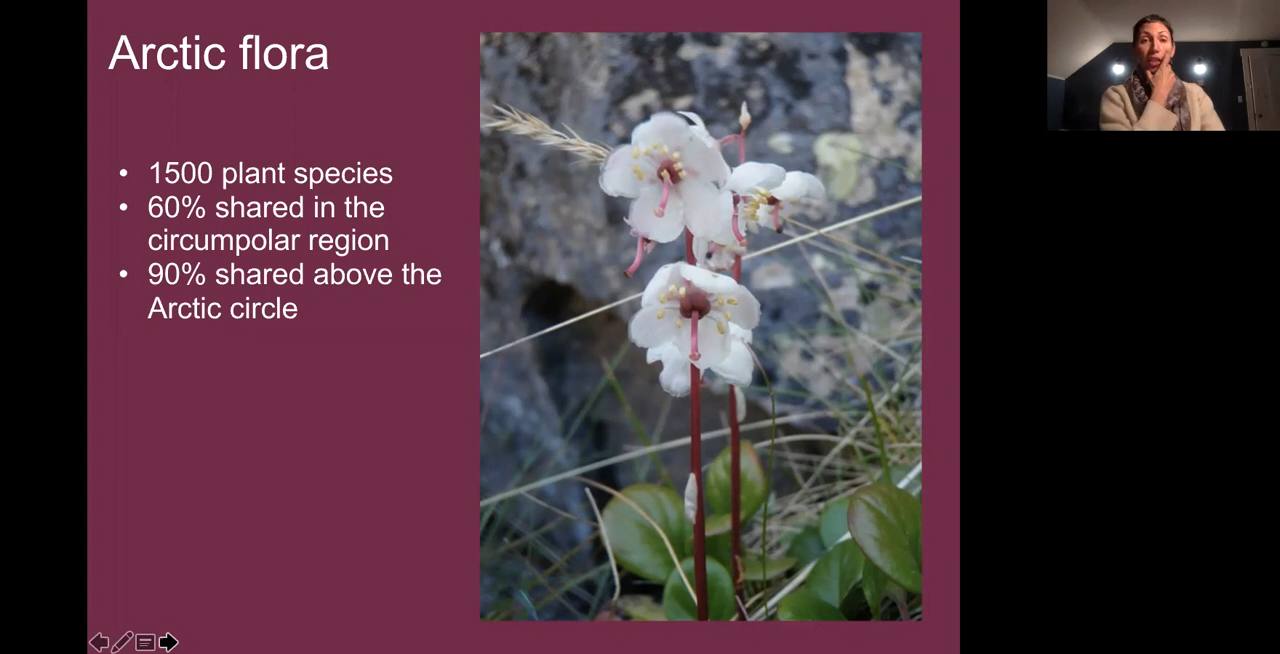 Arctic flora
• 1500 plant species
• 60% shared in the
circumpolar region
• 90% shared above the
Arctic circle